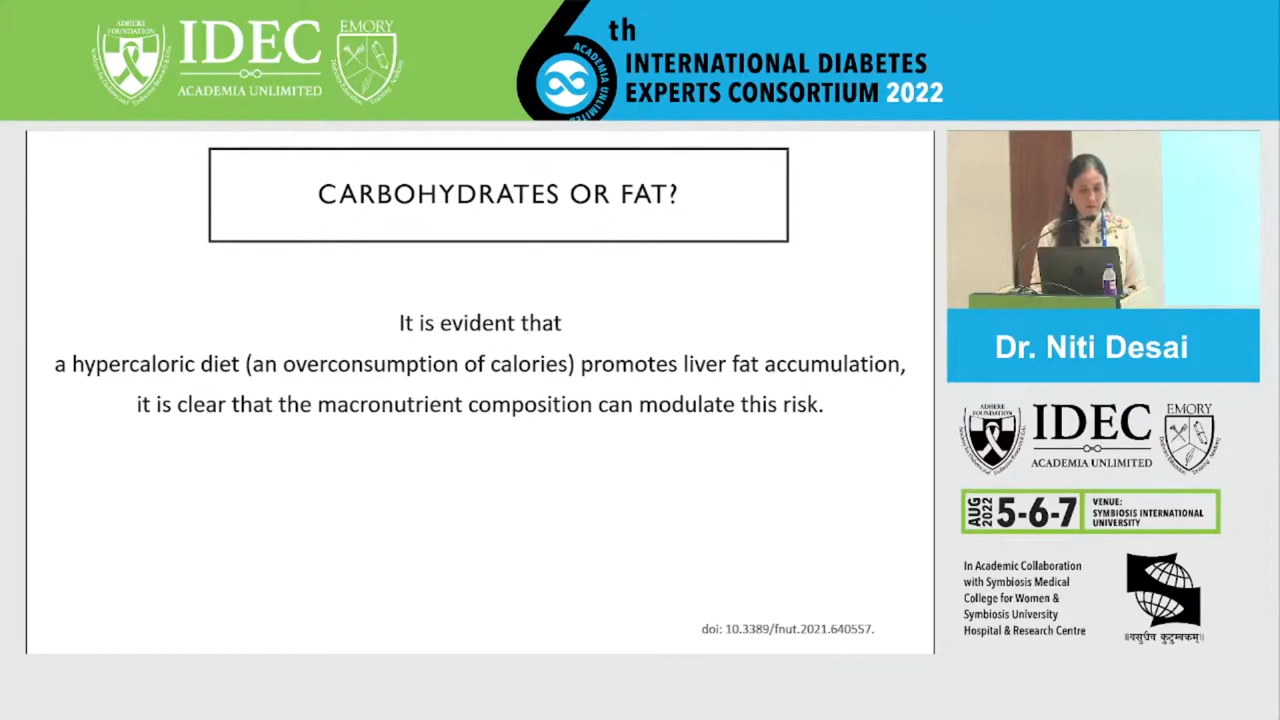 ADHERE
FOUNDATION
IDEC
ACADEMIA UNLIMITED
EMORY
6th
INTERNATIONAL DIABETES
EXPERTS CONSORTIUM 2022
ACADEMIA UNLIMITED
CARBOHYDRATES OR FAT?
It is evident that
a hypercaloric diet (an overconsumption of calories) promotes liver fat accumulation,
it is clear that the macronutrient composition can modulate this risk.
doi: 10.3389/fnut.2021.640557.
Dr. Niti Desai
ADHERE
FOUNDATION
IDEC
ACADEMIA UNLIMITED
EMORY
AUG
2022
5-6-7
VENUE:
SYMBIOSIS INTERNATIONAL
UNIVERSITY
In Academic Collaboration
with Symbiosis Medical
College for Women &
Symbiosis University
Hospital & Research Centre
॥वसुधैव कुटुम्बकम्॥